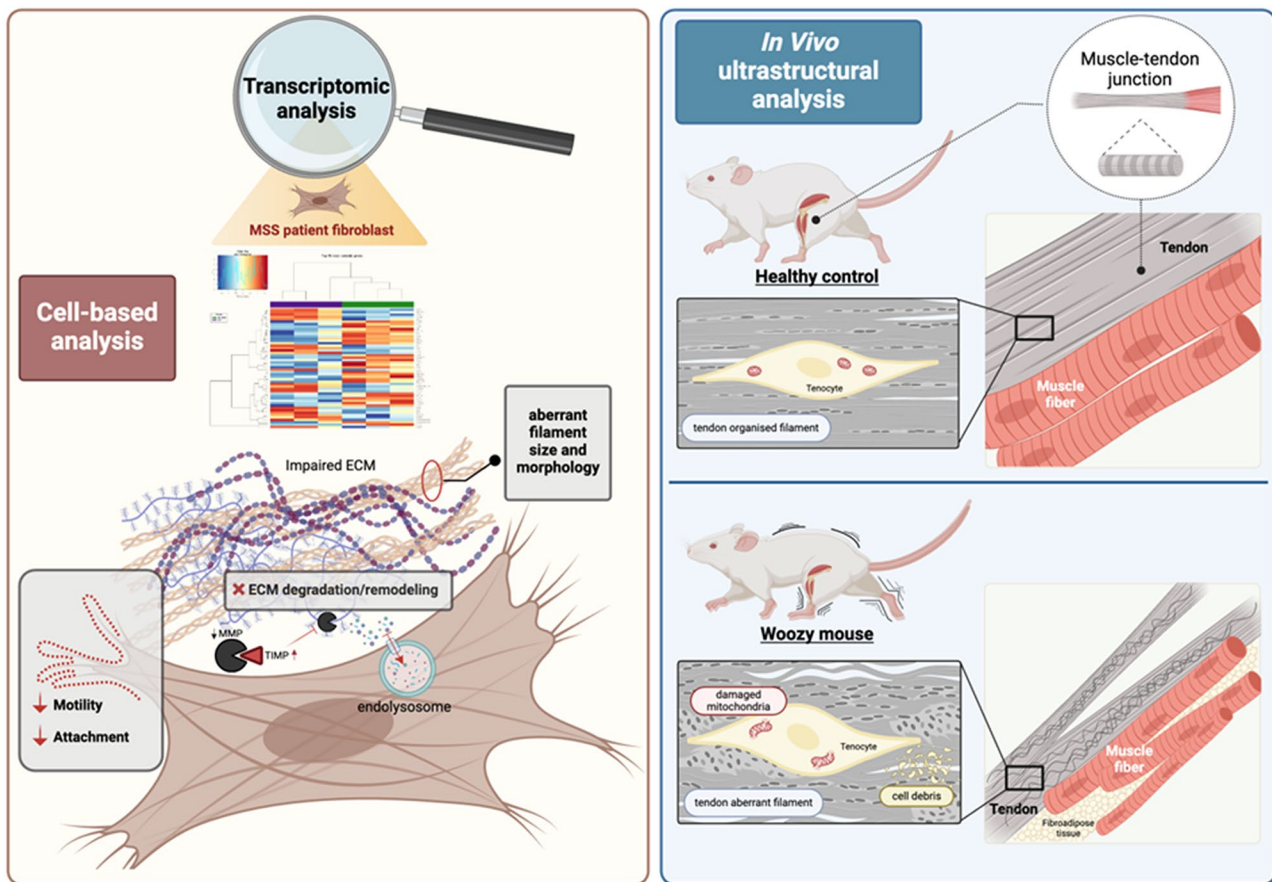 Transcriptomic
analysis
MSS patient fibroblast
Cell-based
analysis
aberrant
filament
size and
morphology
Impaired ECM
ECM degradation/remodeling
MMP
TIMP
endolysosome
Motility
Attachment
In Vivo
ultrastructural
analysis
Muscle-tendon
junction
Healthy control
Tendon
Muscle
fiber
Tenocyte
tendon organised filament
Woozy mouse
damaged
mitochondria
Tenocyte
tendon aberrant filament
cell debris
Muscle
fiber
Tendon
Fibroadipose
tissue